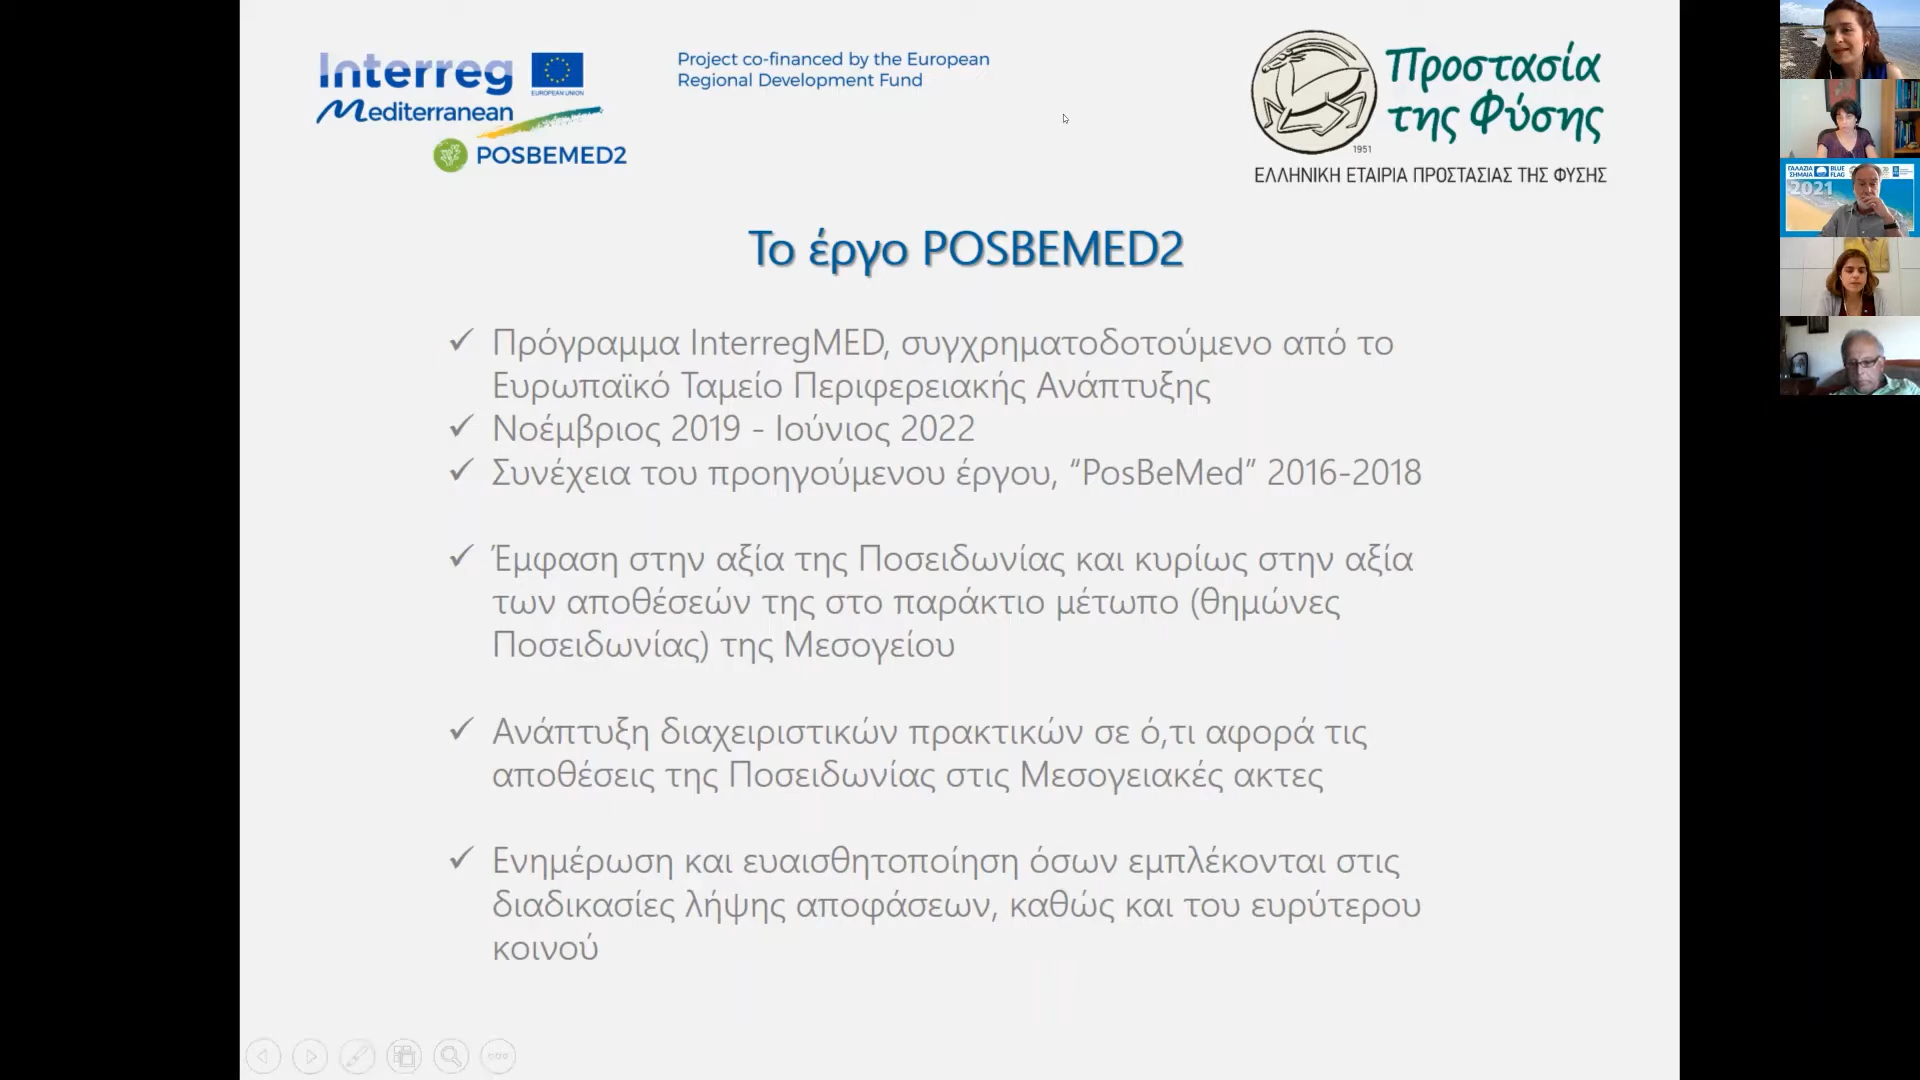 Interreg
EUROPEAN UNION
Mediterranean
POSBEMED2
Project co-financed by the European
Regional Development Fund
Προστασία
της Φύσης
1951
ΕΛΛΗΝΙΚΗ ΕΤΑΙΡΙΑ ΠΡΟΣΤΑΣΙΑΣ ΤΗΣ ΦΥΣΗΣ
Το έργο POSBEMED2
✓ Πρόγραμμα InterregMED, συγχρηματοδοτούμενο από το
Ευρωπαϊκό Ταμείο Περιφερειακής Ανάπτυξης
✓ Νοέμβριος 2019 - Ιούνιος 2022
✓ Συνέχεια του προηγούμενου έργου, “PosBeMed” 2016-2018
✓ Έμφαση στην αξία της Ποσειδωνίας και κυρίως στην αξία
των αποθέσεών της στο παράκτιο μέτωπο (θημώνες
Ποσειδωνίας) της Μεσογείου
✓ Ανάπτυξη διαχειριστικών πρακτικών σε ό,τι αφορά τις
αποθέσεις της Ποσειδωνίας στις Μεσογειακές ακτες
✓ Ενημέρωση και ευαισθητοποίηση όσων εμπλέκονται στις
διαδικασίες λήψης αποφάσεων, καθώς και του ευρύτερου
κοινού
ΓΑΛΑΖΙΑ
ΣΗΜΑΙΑ
BLUE
FLAG
2021